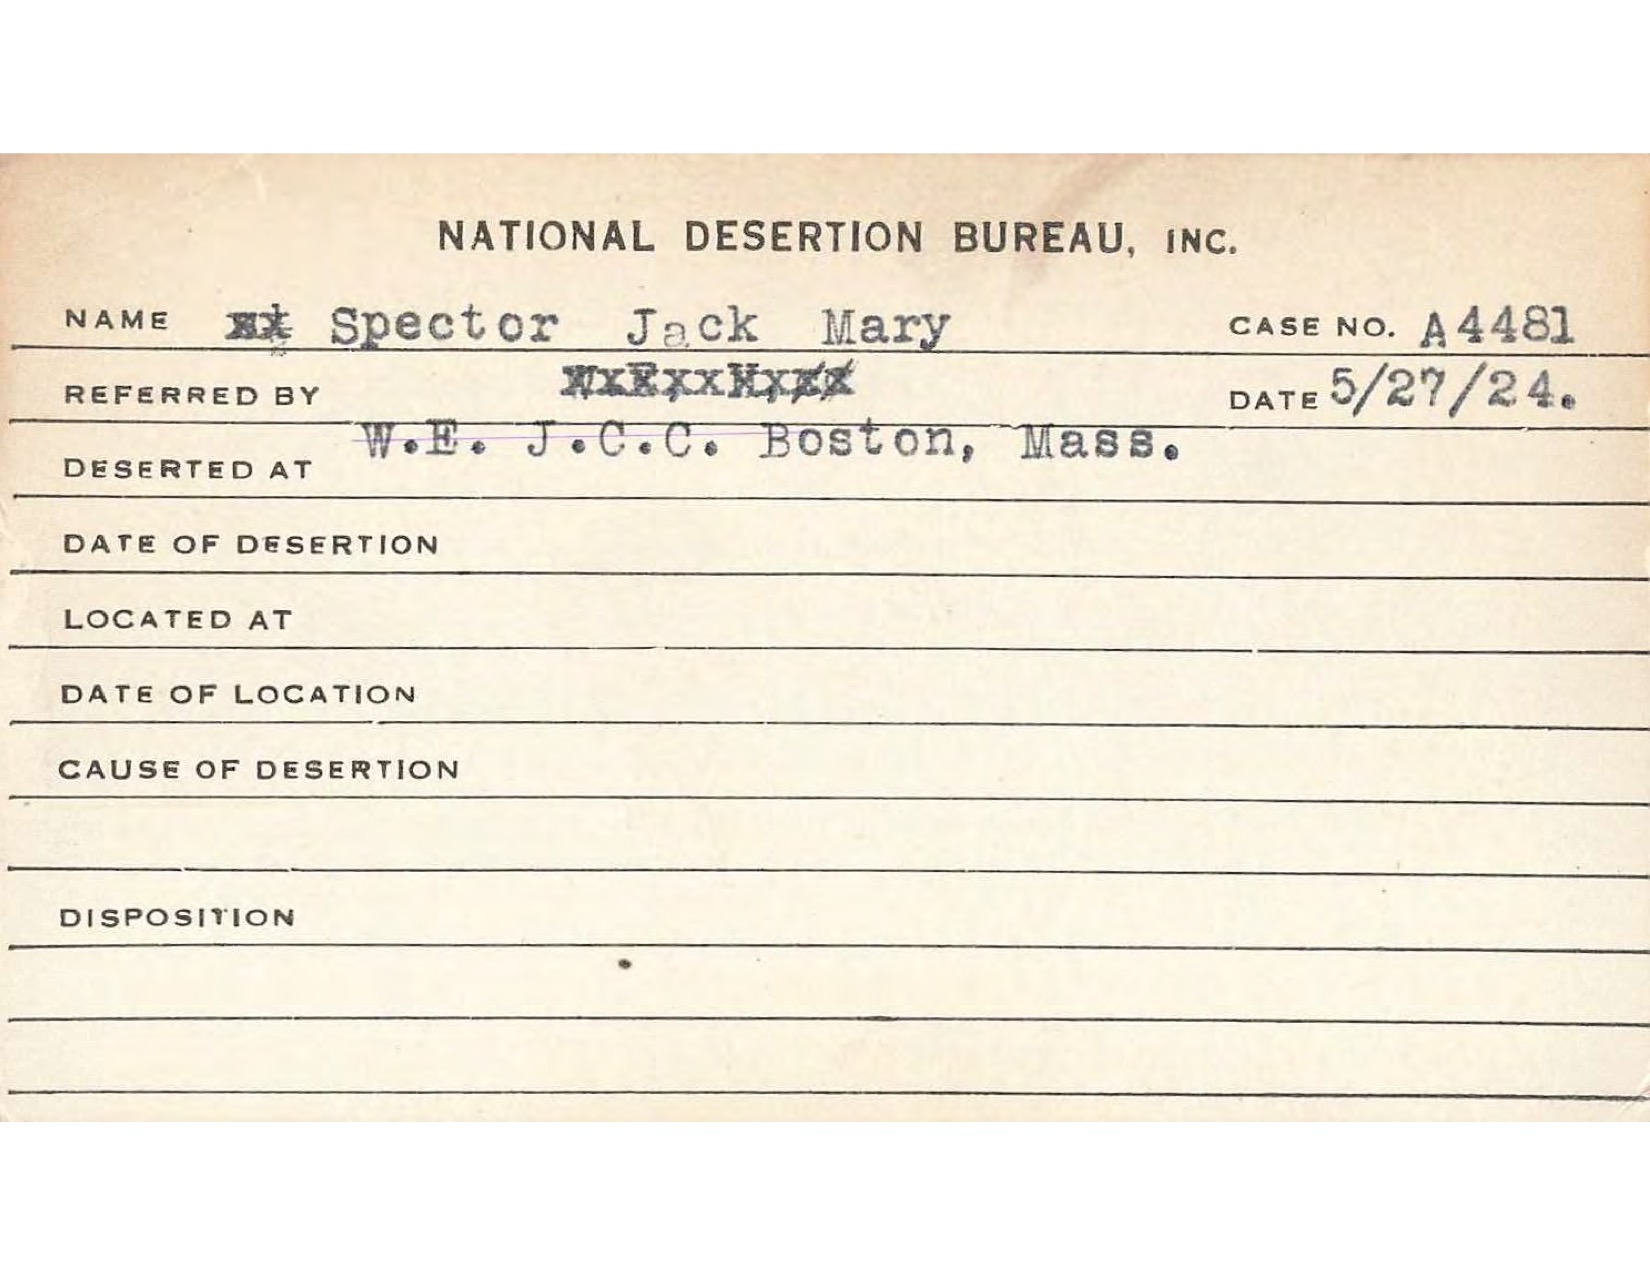 NATIONAL DESERTION BUREAU, INC.
NAME Spector Jack Mary CASE NO. A4481
REFERRED BY DATE 5/27/24.
W.E. J.C.C. Boston, Mass.
DESERTED AT
DATE OF DESERTION
LOCATED AT
DATE OF LOCATION
CAUSE OF DESERTION
DISPOSITION